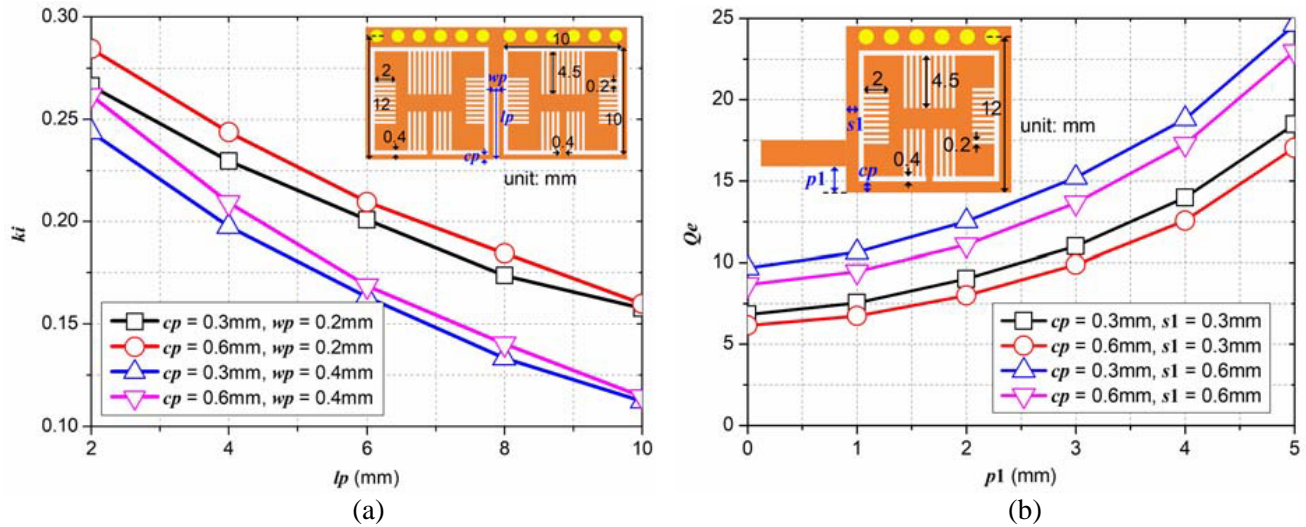 0.30
0.25
0.20
0.15
0.10
ki
2
4
6
8
10
lp (mm)
10
2
4.5
wp
0.2
12
lp
10
0.4
cp
0.4
unit: mm
cp = 0.3mm, wp = 0.2mm
cp = 0.6mm, wp = 0.2mm
cp = 0.3mm, wp = 0.4mm
cp = 0.6mm, wp = 0.4mm
(a)
25
20
15
10
5
0
Qe
0
1
2
3
4
5
p1 (mm)
2
4.5
12
s1
unit: mm
0.4
0.2
p1
cp
cp = 0.3mm, s1 = 0.3mm
cp = 0.6mm, s1 = 0.3mm
cp = 0.3mm, s1 = 0.6mm
cp = 0.6mm, s1 = 0.6mm
(b)